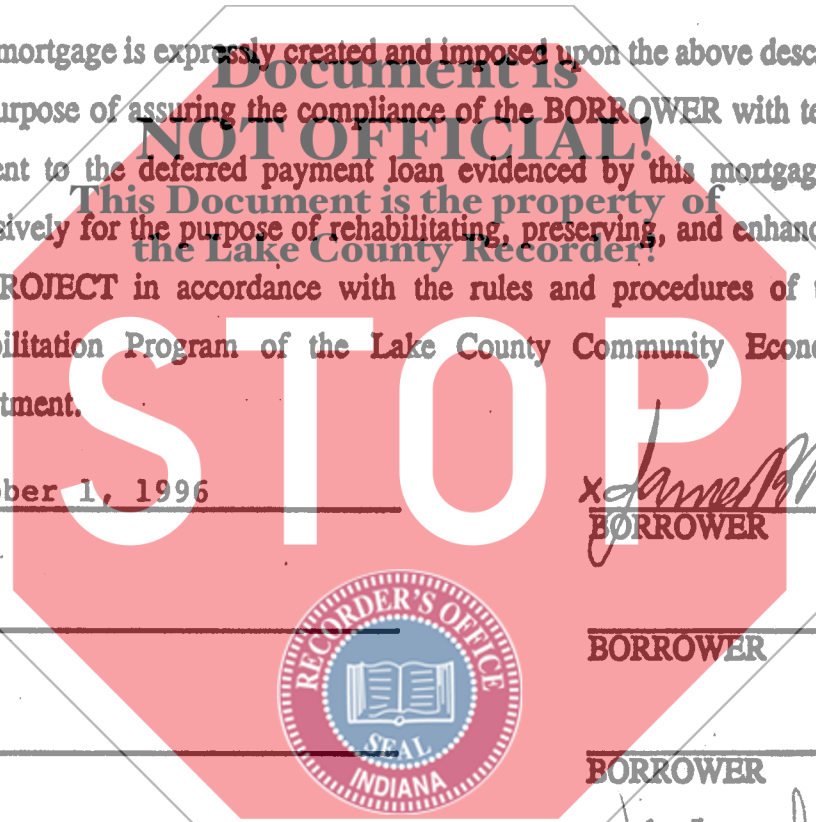 mortgage is expressly created and imposed upon the above desc
Document is
urpose of assuring the compliance of the BORROWER with te
NOT OFFICIAL!
ent to the deferred payment loan evidenced by this mortgag
This Document is the property of
sively for the purpose of rehabilitating, preserving, and enhanc
the Lake County Recorder!
ROJECT in accordance with the rules and procedures of t
ilitation Program of the Lake County Community Econo
tment.
STOP
ber 1, 1996
X James
BORROWER
RECORDER'S OFFICE
BORROWER
SEAL
INDIANA
BORROWER